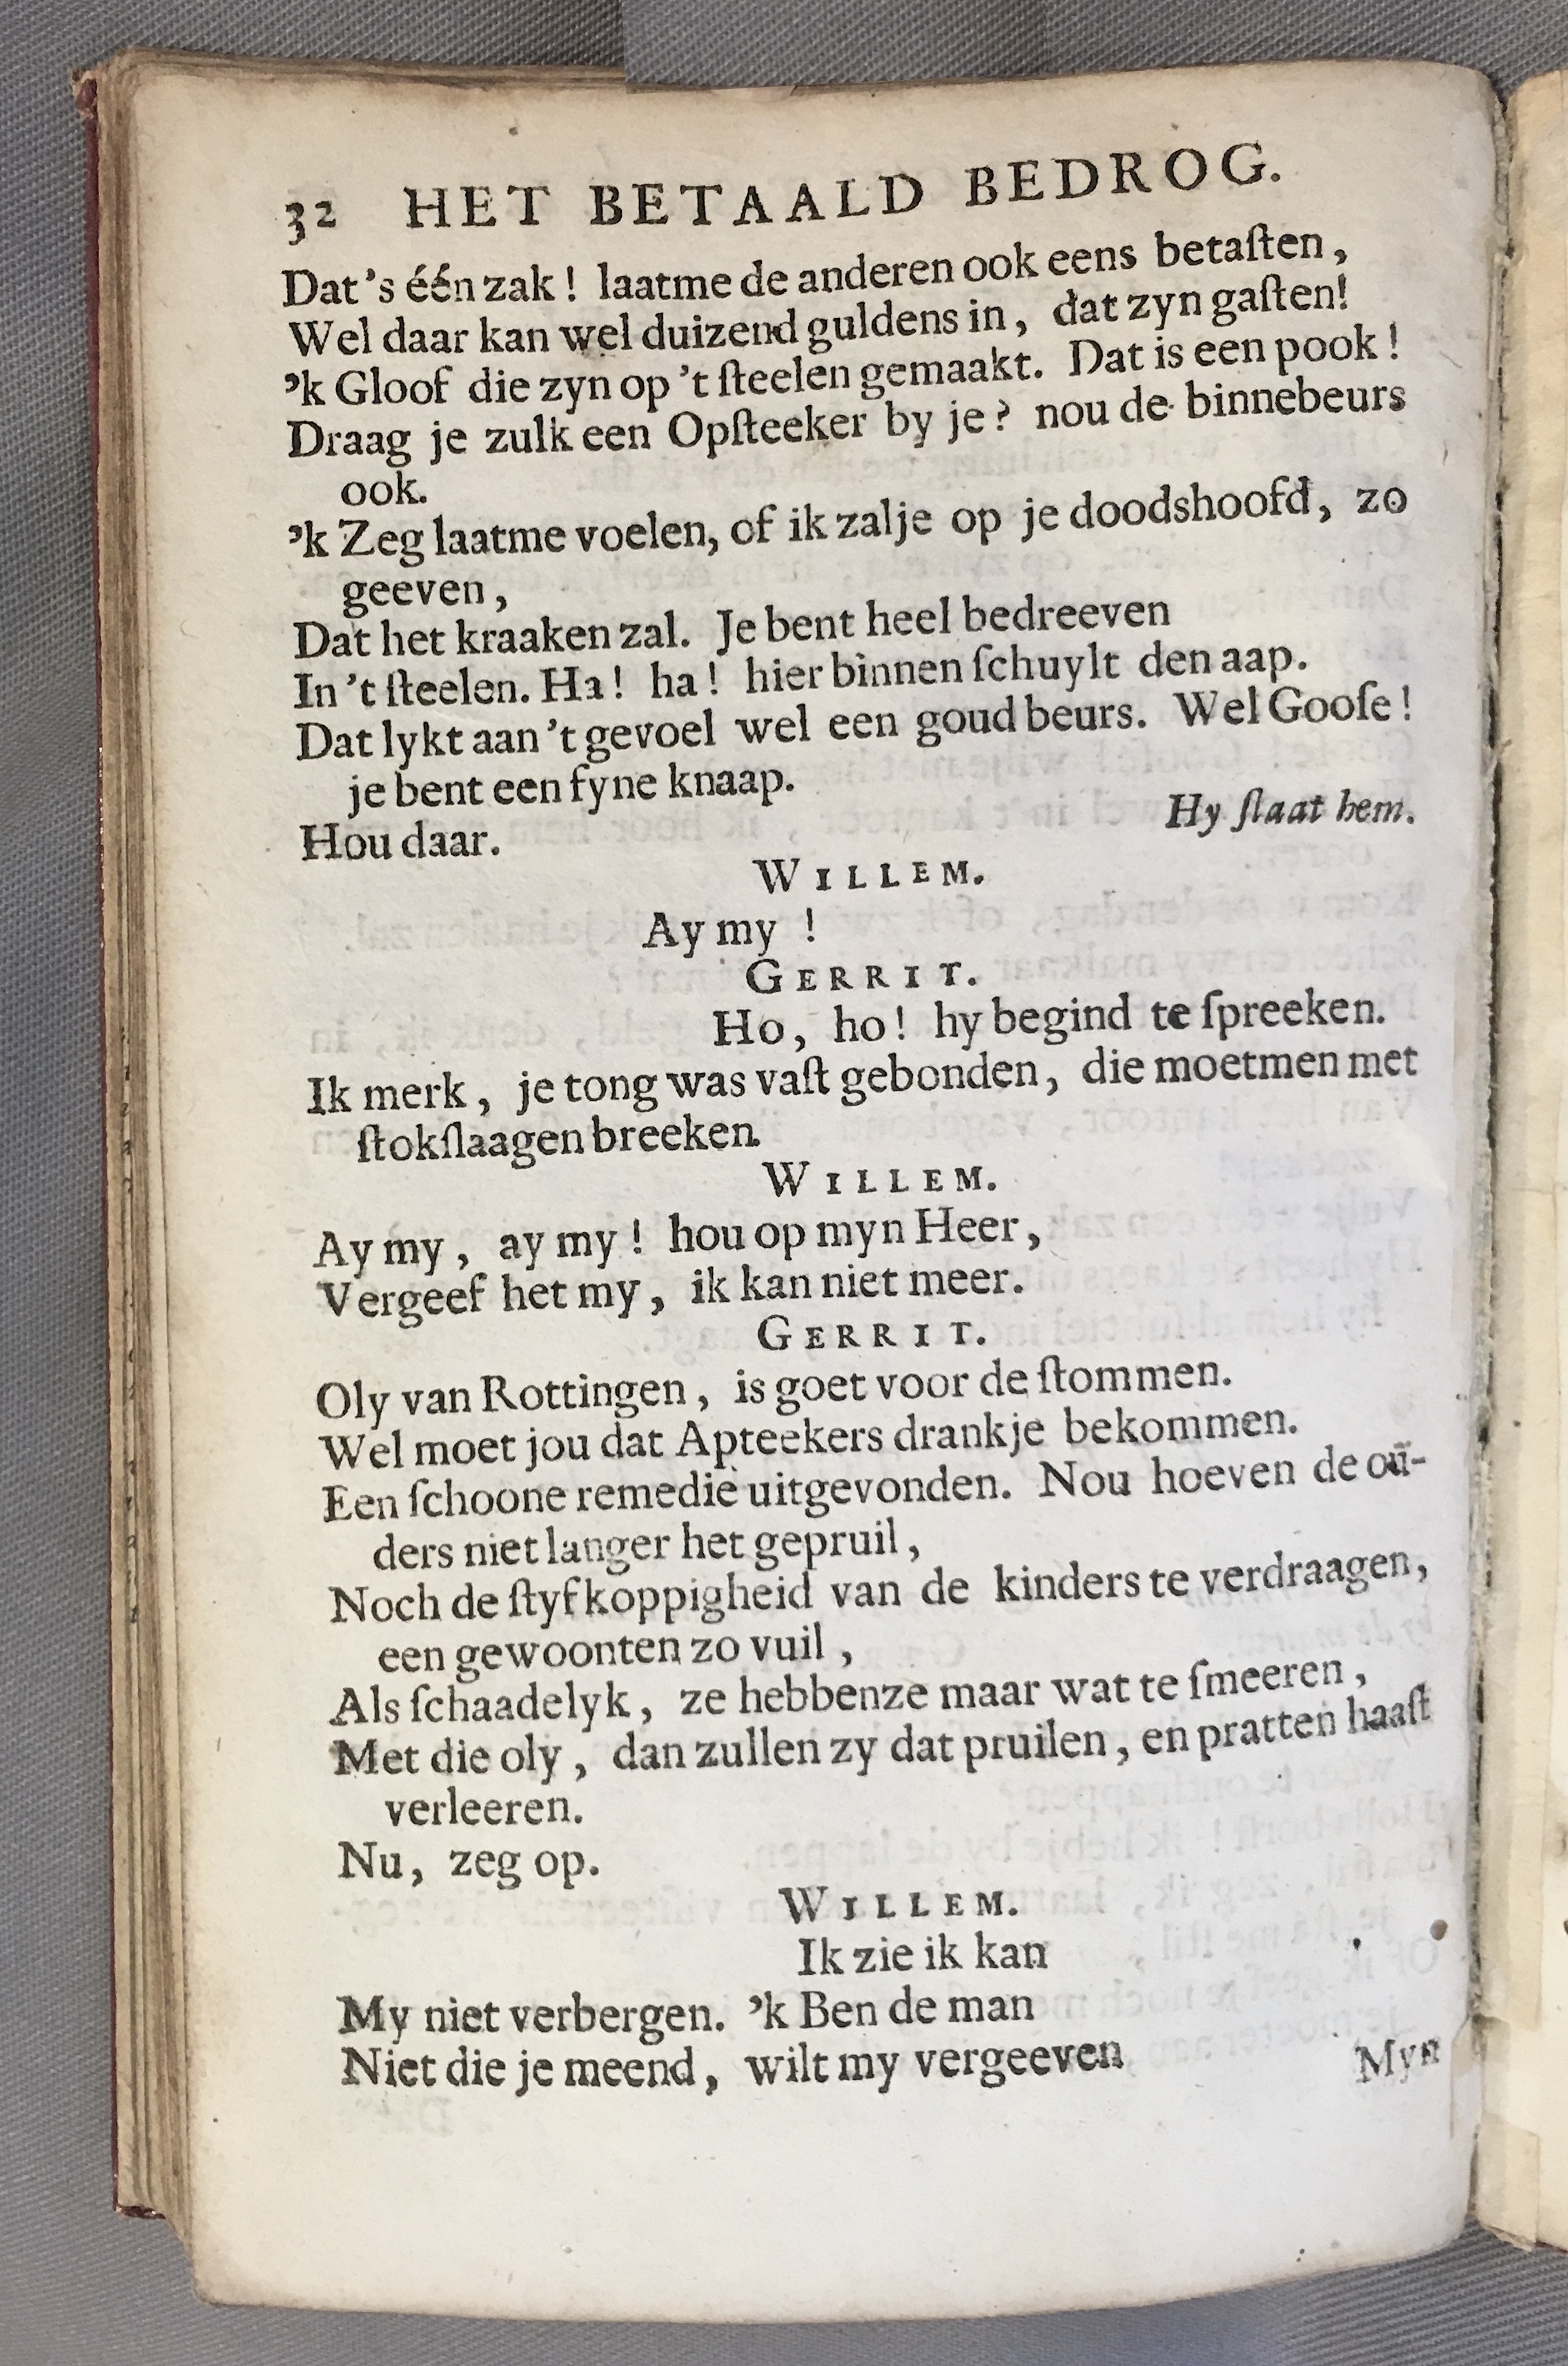 32 HET BETAALD BEDROG.
Dat's één zak! laatme de anderen ook eens betaſten,
Wel daar kan wel duizend guldens in, dat zyn gaſten!
'k Gloof die zyn op 't ſteelen gemaakt. Dat is een pook!
Draag je zulk een Opſteeker by je? nou de binnebeurs
ook.
'k Zeg laatme voelen, of ik zalje op je doodshoofd, zo
geeven,
Dat het kraaken zal. Je bent heel bedreeven
In 't ſteelen. Ha! ha! hier binnen ſchuylt den aap.
Dat lykt aan 't gevoel wel een goud beurs. Wel Gooſe!
je bent een fyne knaap.
Hy ſlaat hem.
Hou daar.
WILLEM.
Ay my!
GERRIT.
Ho, ho! hy begind te ſpreeken.
Ik merk, je tong was vaſt gebonden, die moetmen met
ſtokſlaagen breeken.
WILLEM.
Ay my, ay my! hou op myn Heer,
Vergeef het my, ik kan niet meer.
GERRIT.
Oly van Rottingen, is goet voor de ſtommen.
Wel moet jou dat Apteekers drankje bekommen.
Een ſchoone remedie uitgevonden. Nou hoeven de ou-
ders niet langer het gepruil,
Noch de ſtyfkoppigheid van de kinders te verdraagen,
een gewoonten zo vuil,
Als ſchaadelyk, ze hebbenze maar wat te ſmeeren,
Met die oly, dan zullen zy dat pruilen, en pratten haaſt
verleeren.
Nu, zeg op.
WILLEM.
Ik zie ik kan
My niet verbergen. 'k Ben de man
Niet die je meend, wilt my vergeeven
Myn